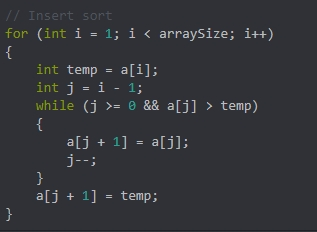 // Insert sort
for (int i = 1; i < arraySize; i++)
{
    int temp = a[i];
    int j = i - 1;
    while (j >= 0 && a[j] > temp)
    {
        a[j + 1] = a[j];
        j--;
    }
    a[j + 1] = temp;
}